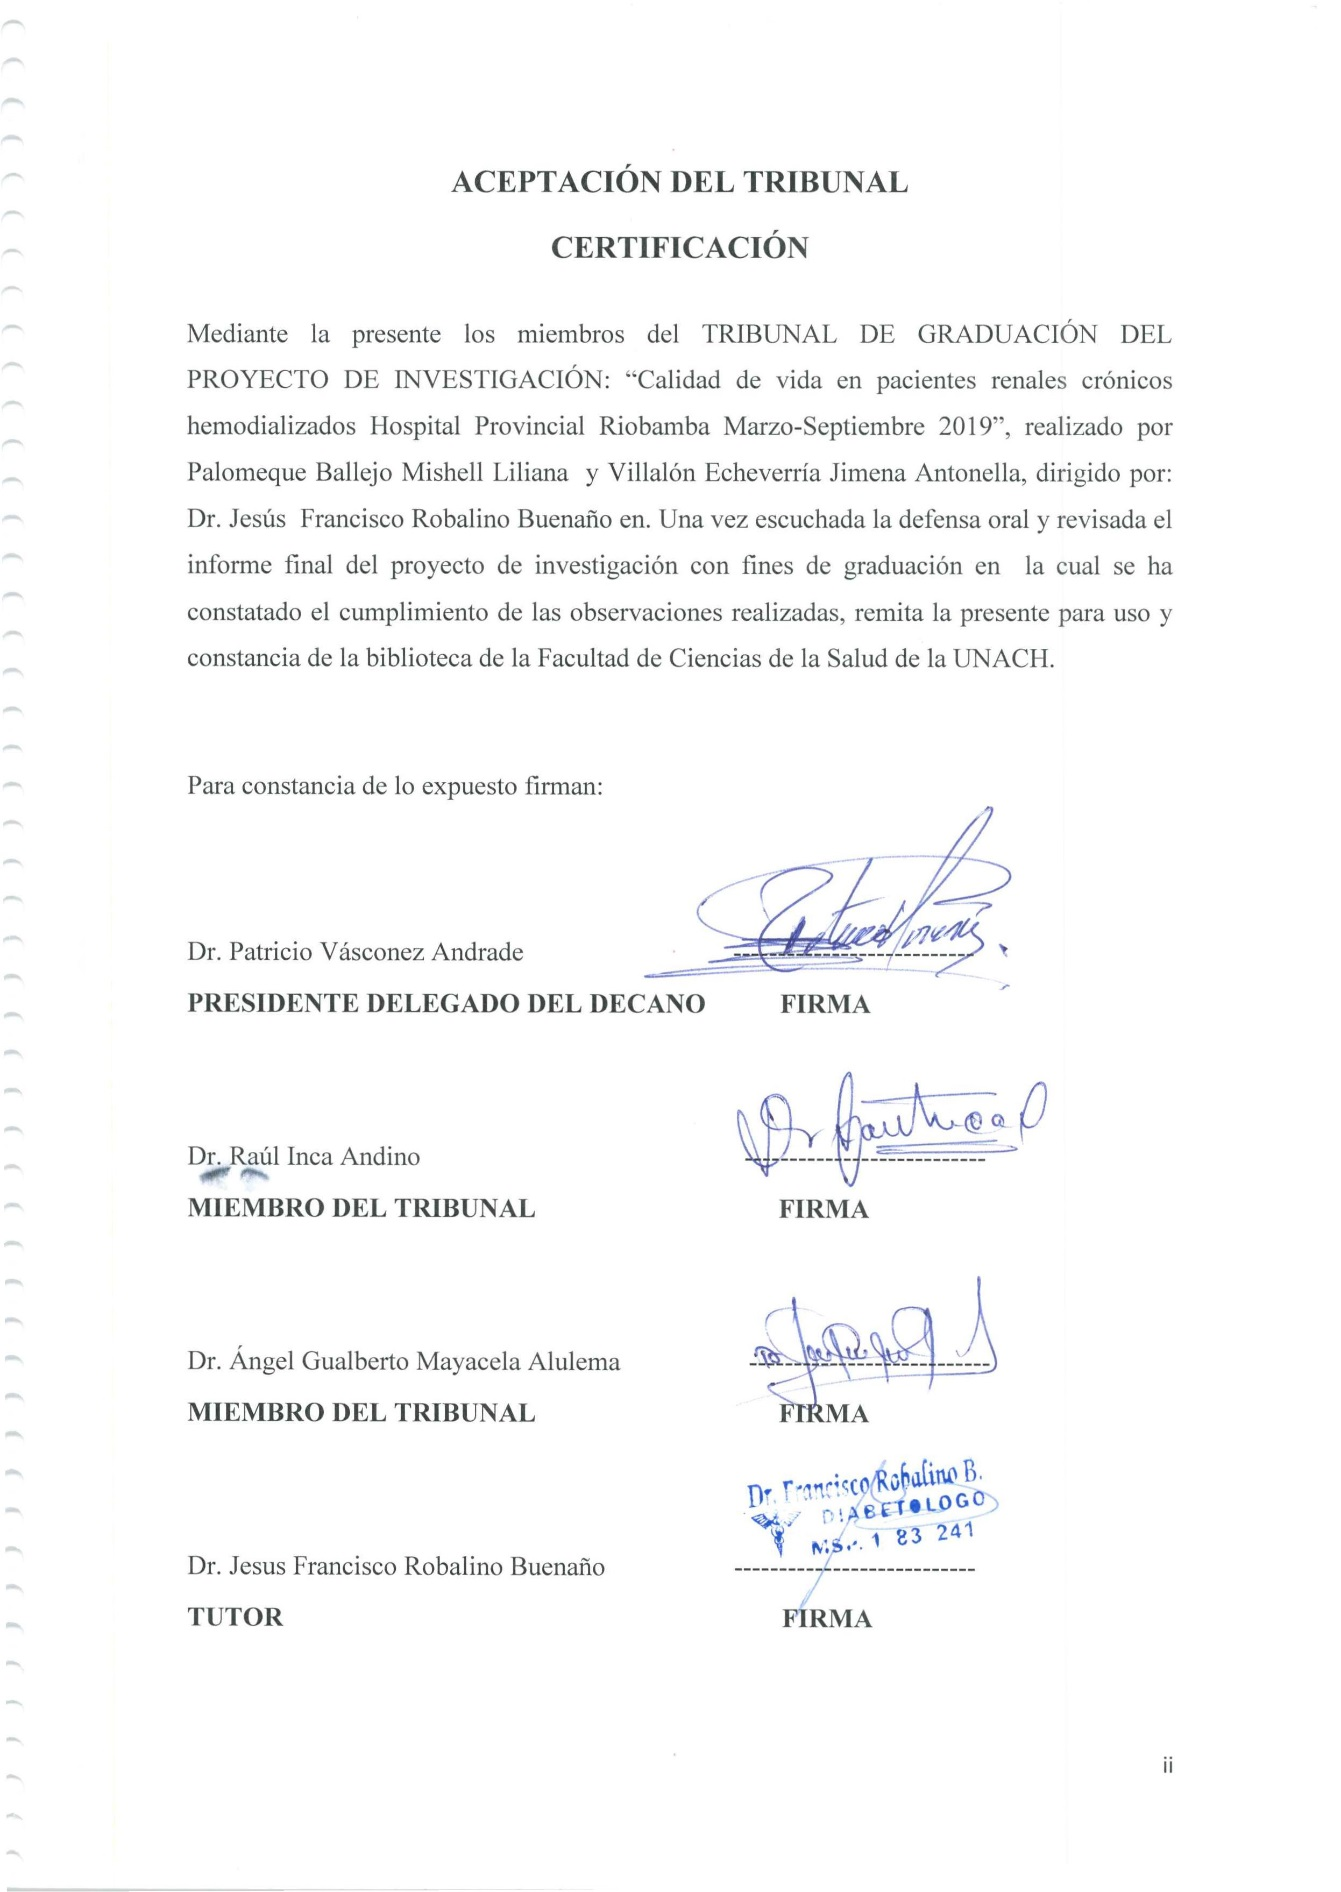 ACEPTACIÓN DEL TRIBUNAL
CERTIFICACIÓN
Mediante la presente los miembros del TRIBUNAL DE GRADUACIÓN DEL
PROYECTO DE INVESTIGACIÓN: “Calidad de vida en pacientes renales crónicos
hemodializados Hospital Provincial Riobamba Marzo-Septiembre 2019”, realizado por
Palomeque Ballejo Mishell Liliana y Villalón Echeverría Jimena Antonella, dirigido por:
Dr. Jesús Francisco Robalino Buenaño en. Una vez escuchada la defensa oral y revisada el
informe final del proyecto de investigación con fines de graduación en la cual se ha
constatado el cumplimiento de las observaciones realizadas, remita la presente para uso y
constancia de la biblioteca de la Facultad de Ciencias de la Salud de la UNACH.
Para constancia de lo expuesto firman:
Dr. Patricio Vásconez Andrade
PRESIDENTE DELEGADO DEL DECANO FIRMA
Dr. Raúl Inca Andino
MIEMBRO DEL TRIBUNAL FIRMA
Dr. Ángel Gualberto Mayacela Alulema
MIEMBRO DEL TRIBUNAL FIRMA
Dr. Francisco Robalino B.
DIABETOLOGO
1 83 241
Dr. Jesus Francisco Robalino Buenaño
TUTOR FIRMA
ii